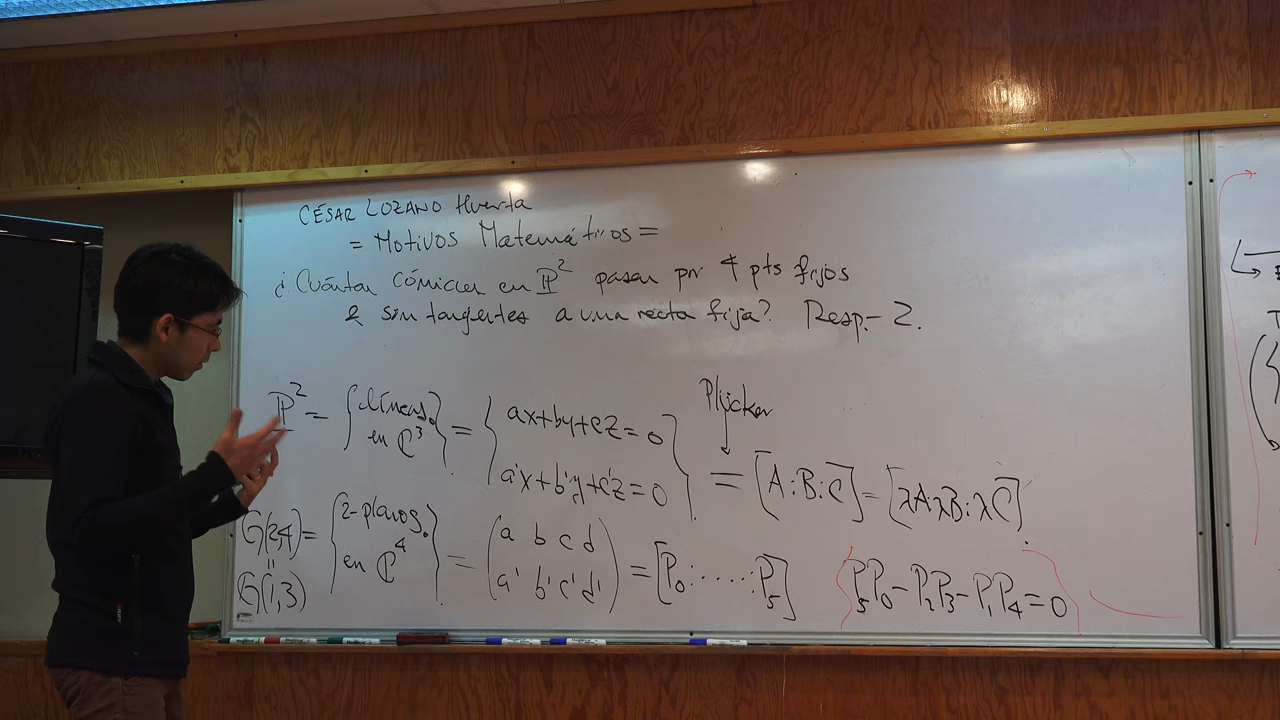 CÉSAR LOZANO Huerta
= Motivos Matemáticos =
¿Cuántas cónicas en P² pasan por 4 pts fijos
& sin tangentes a una recta fija? Resp.- 2.
Plücker
P² = {líneas en C³} = {ax+by+cz=0 a'x+b'y+c'z=0} = [A:B:C] = [λA:λB:λC]
G(2,4) = {2-planos en C⁴} = (a b c d a' b' c' d') = [P₀:.....:P₅] P₅P₀-P₂P₃-P₁P₄=0
"
G(1,3)